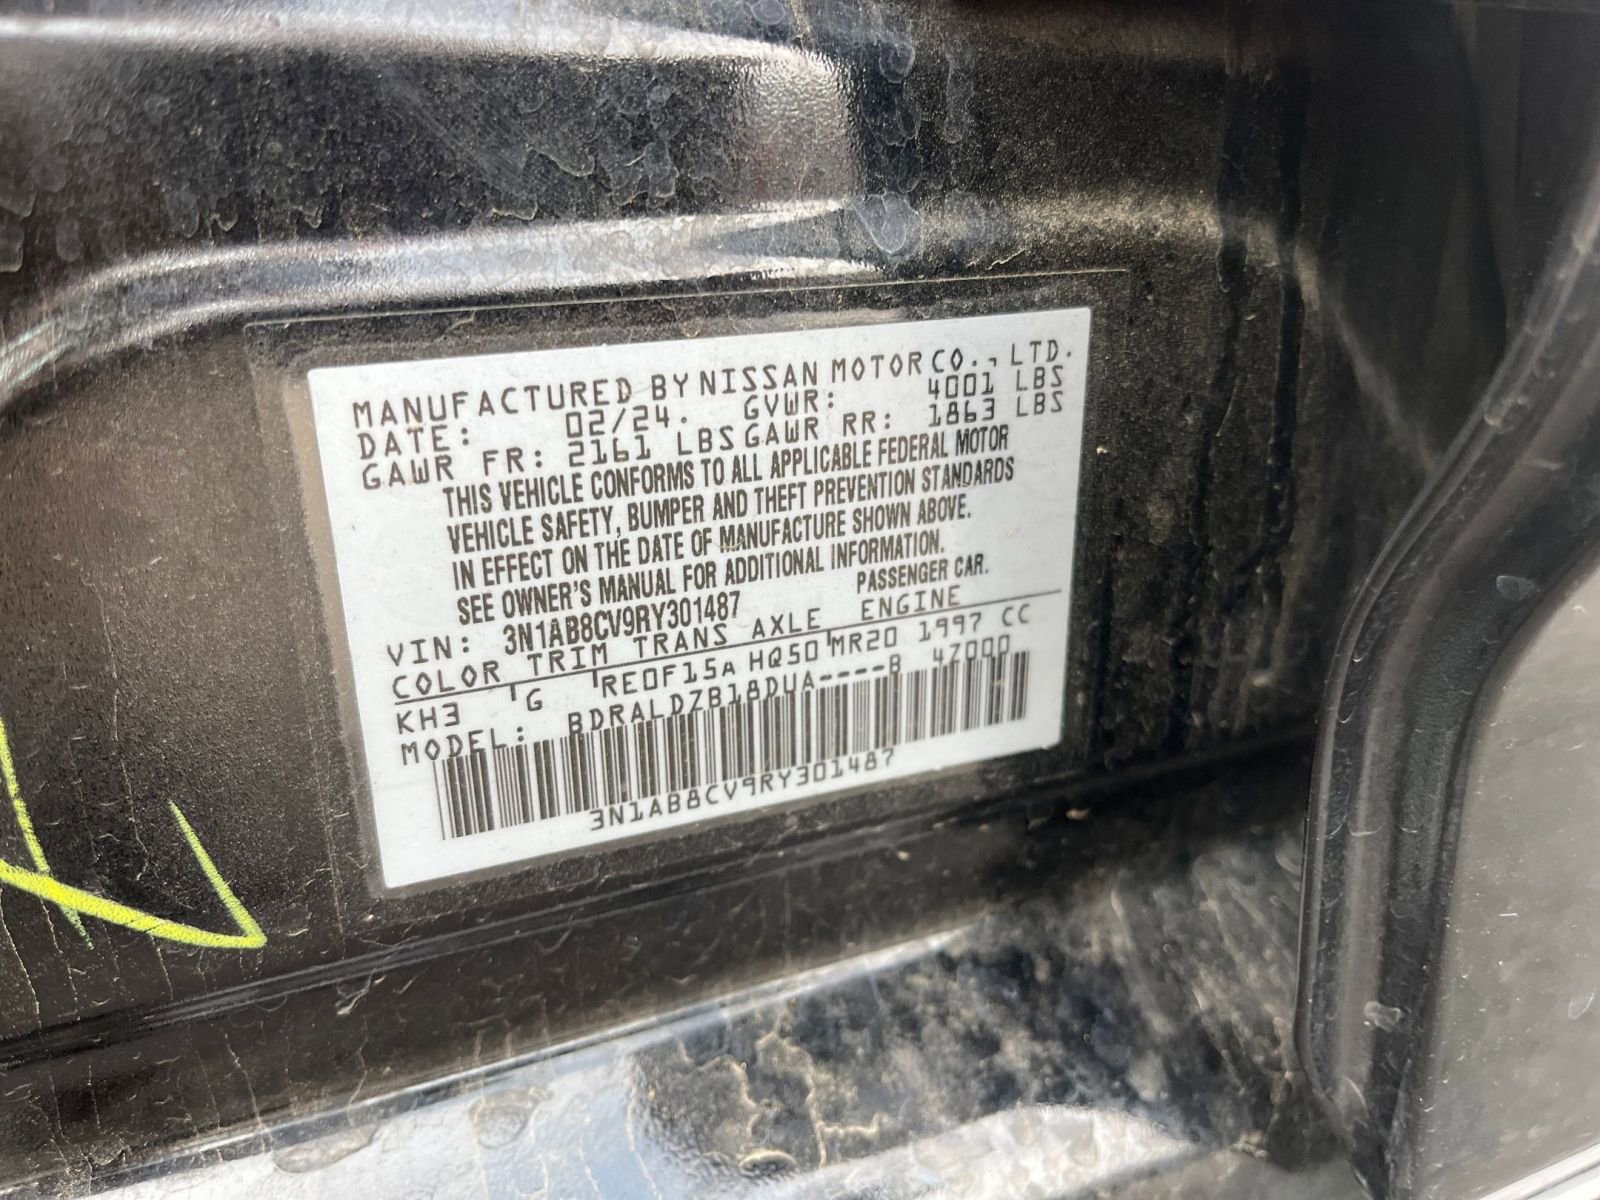 MANUFACTURED BY NISSAN MOTOR CO., LTD.
DATE: 02/24. GVWR: 4001 LBS
GAWR FR: 2161 LBS GAWR RR: 1863 LBS
THIS VEHICLE CONFORMS TO ALL APPLICABLE FEDERAL MOTOR
VEHICLE SAFETY, BUMPER AND THEFT PREVENTION STANDARDS
IN EFFECT ON THE DATE OF MANUFACTURE SHOWN ABOVE.
SEE OWNER'S MANUAL FOR ADDITIONAL INFORMATION.
VIN: 3N1AB8CV9RY301487 PASSENGER CAR.
COLOR TRIM TRANS AXLE ENGINE
KH3 G RE0F15A HQ50 MR20 1997 CC
MODEL: BDRALDZB18DUA----B 47000
3N1AB8CV9RY301487